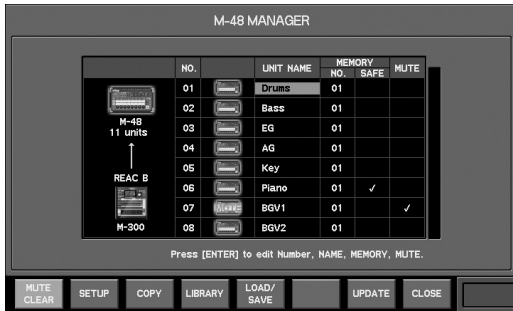 M-48 MANAGER
NO. UNIT NAME MEMORY MUTE
NO. SAFE
01 Drums 01
02 Bass 01
03 EG 01
04 AG 01
05 Key 01
06 Piano 01 ✓
07 MUTE BGV1 01 ✓
08 BGV2 01
M-48
11 units
REAC B
M-300
Press [ENTER] to edit Number, NAME, MEMORY, MUTE.
MUTE CLEAR SETUP COPY LIBRARY LOAD/ SAVE UPDATE CLOSE